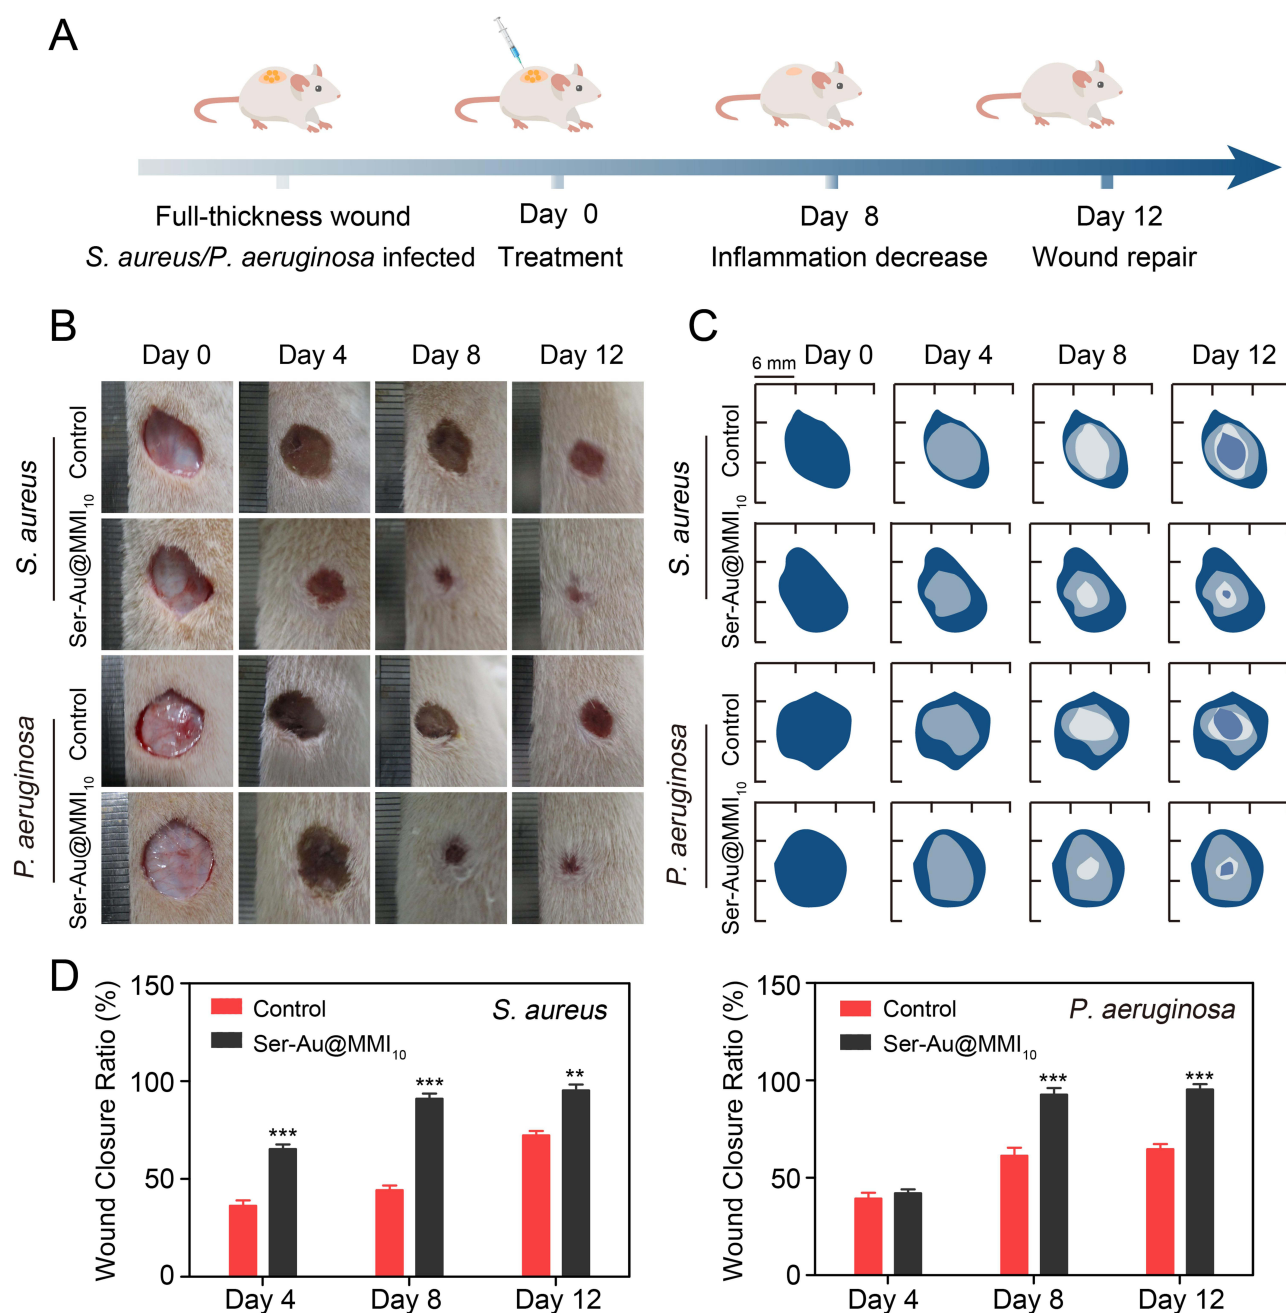 A
Full-thickness wound
S. aureus/P. aeruginosa infected
Day 0
Treatment
Day 8
Inflammation decrease
Day 12
Wound repair
B
Day 0 Day 4 Day 8 Day 12
S. aureus
Control
Ser-Au@MMI₁₀
P. aeruginosa
Control
Ser-Au@MMI₁₀
C
6 mm
Day 0 Day 4 Day 8 Day 12
S. aureus
Control
Ser-Au@MMI₁₀
P. aeruginosa
Control
Ser-Au@MMI₁₀
D
Wound Closure Ratio (%)
150
100
50
0
Control
Ser-Au@MMI₁₀
S. aureus
***
***
**
Day 4 Day 8 Day 12
Wound Closure Ratio (%)
150
100
50
0
Control
Ser-Au@MMI₁₀
P. aeruginosa
***
***
Day 4 Day 8 Day 12